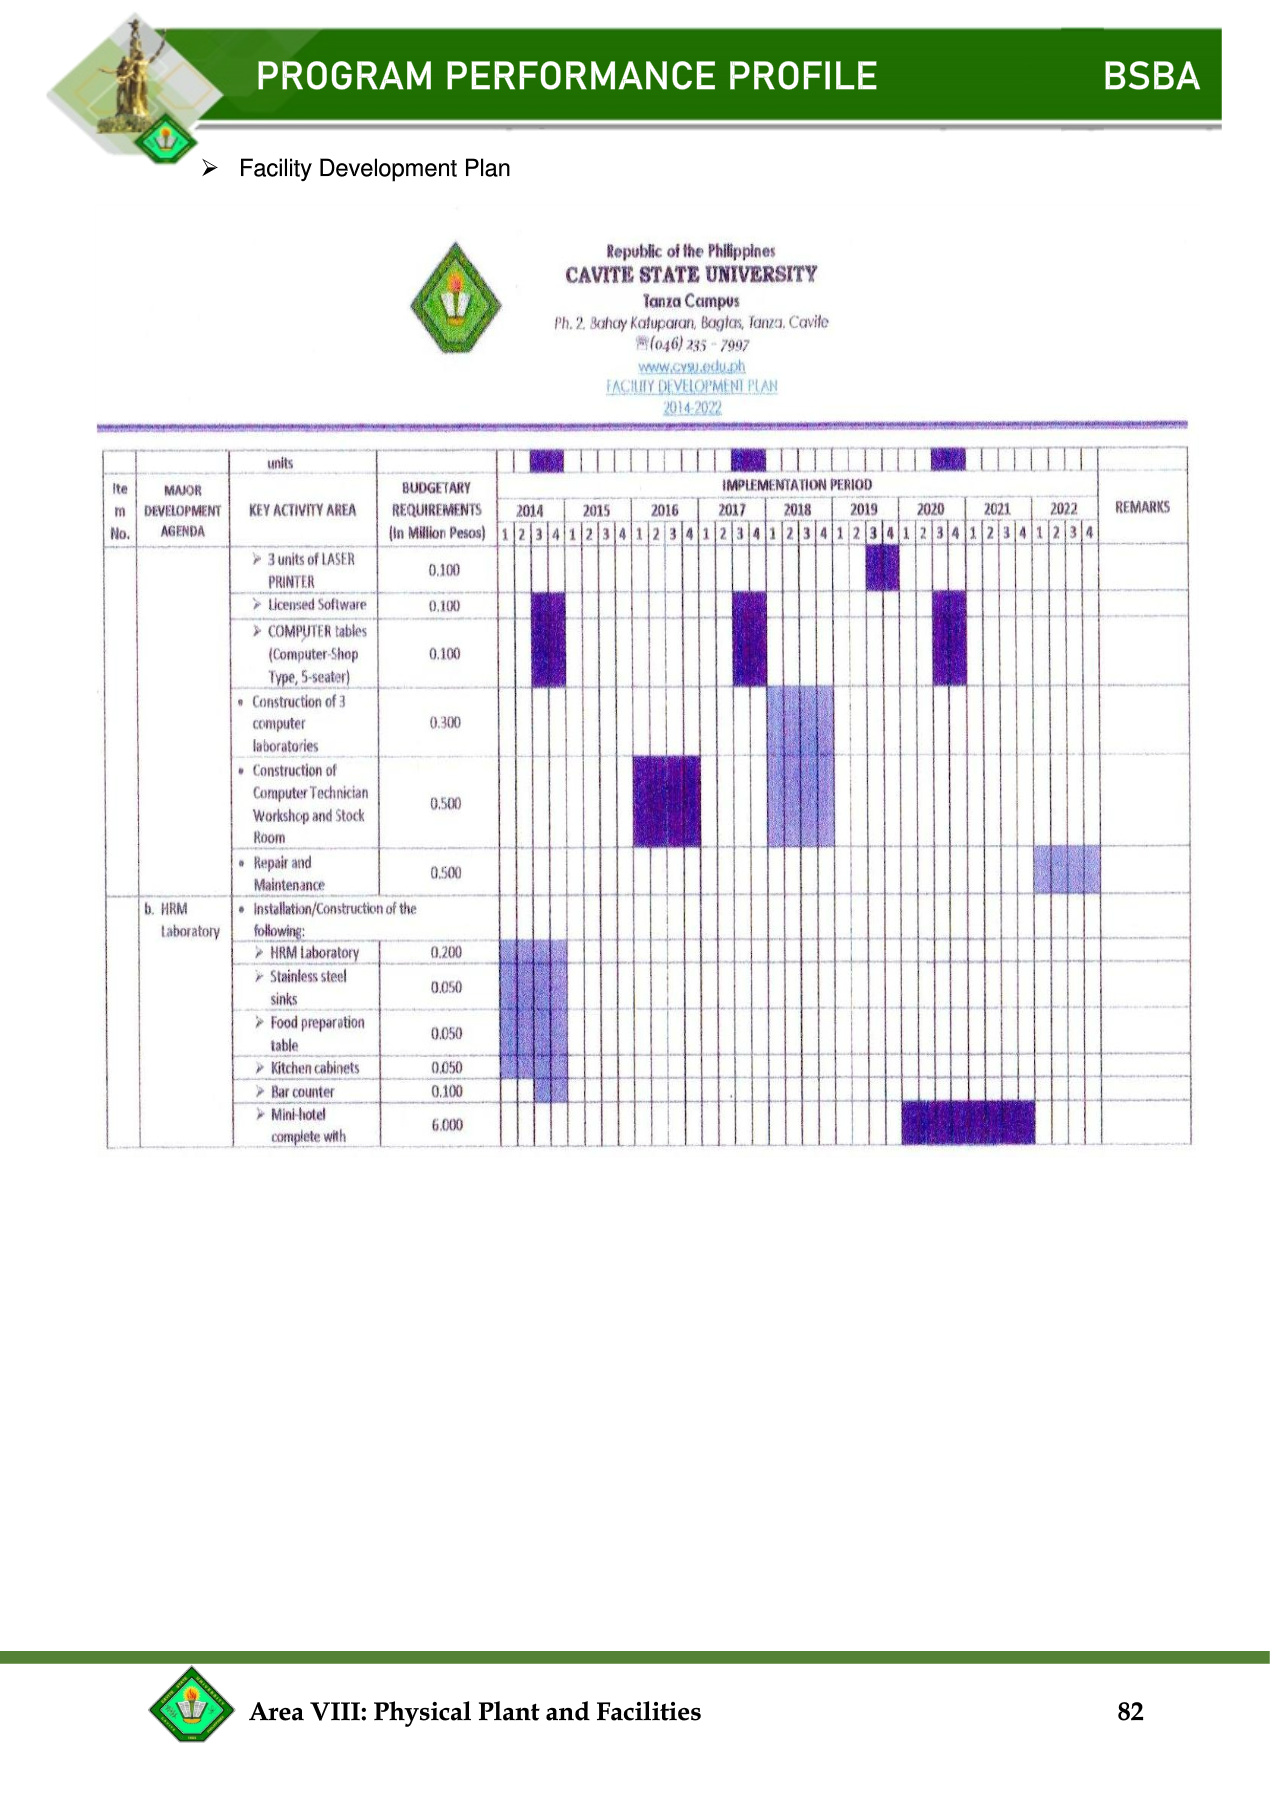 PROGRAM PERFORMANCE PROFILE BSBA
➢ Facility Development Plan
Republic of the Philippines
CAVITE STATE UNIVERSITY
Tanza Campus
Ph. 2, Bahay Katuparan, Bagtas, Tanza, Cavite
☏(046) 235 - 7997
www.cvsu.edu.ph
FACILITY DEVELOPMENT PLAN
2014-2022
units
Item No. MAJOR DEVELOPMENT AGENDA KEY ACTIVITY AREA BUDGETARY REQUIREMENTS (In Million Pesos) IMPLEMENTATION PERIOD REMARKS
2014 2015 2016 2017 2018 2019 2020 2021 2022
1 2 3 4 1 2 3 4 1 2 3 4 1 2 3 4 1 2 3 4 1 2 3 4 1 2 3 4 1 2 3 4 1 2 3 4
➢ 3 units of LASER PRINTER 0.100
➢ Licensed Software 0.100
➢ COMPUTER tables (Computer-Shop Type, 5-seater) 0.100
• Construction of 3 computer laboratories 0.300
• Construction of Computer Technician Workshop and Stock Room 0.500
• Repair and Maintenance 0.500
b. HRM Laboratory • Installation/Construction of the following:
➢ HRM Laboratory 0.200
➢ Stainless steel sinks 0.050
➢ Food preparation table 0.050
➢ Kitchen cabinets 0.050
➢ Bar counter 0.100
➢ Mini-hotel complete with 6.000
Area VIII: Physical Plant and Facilities 82